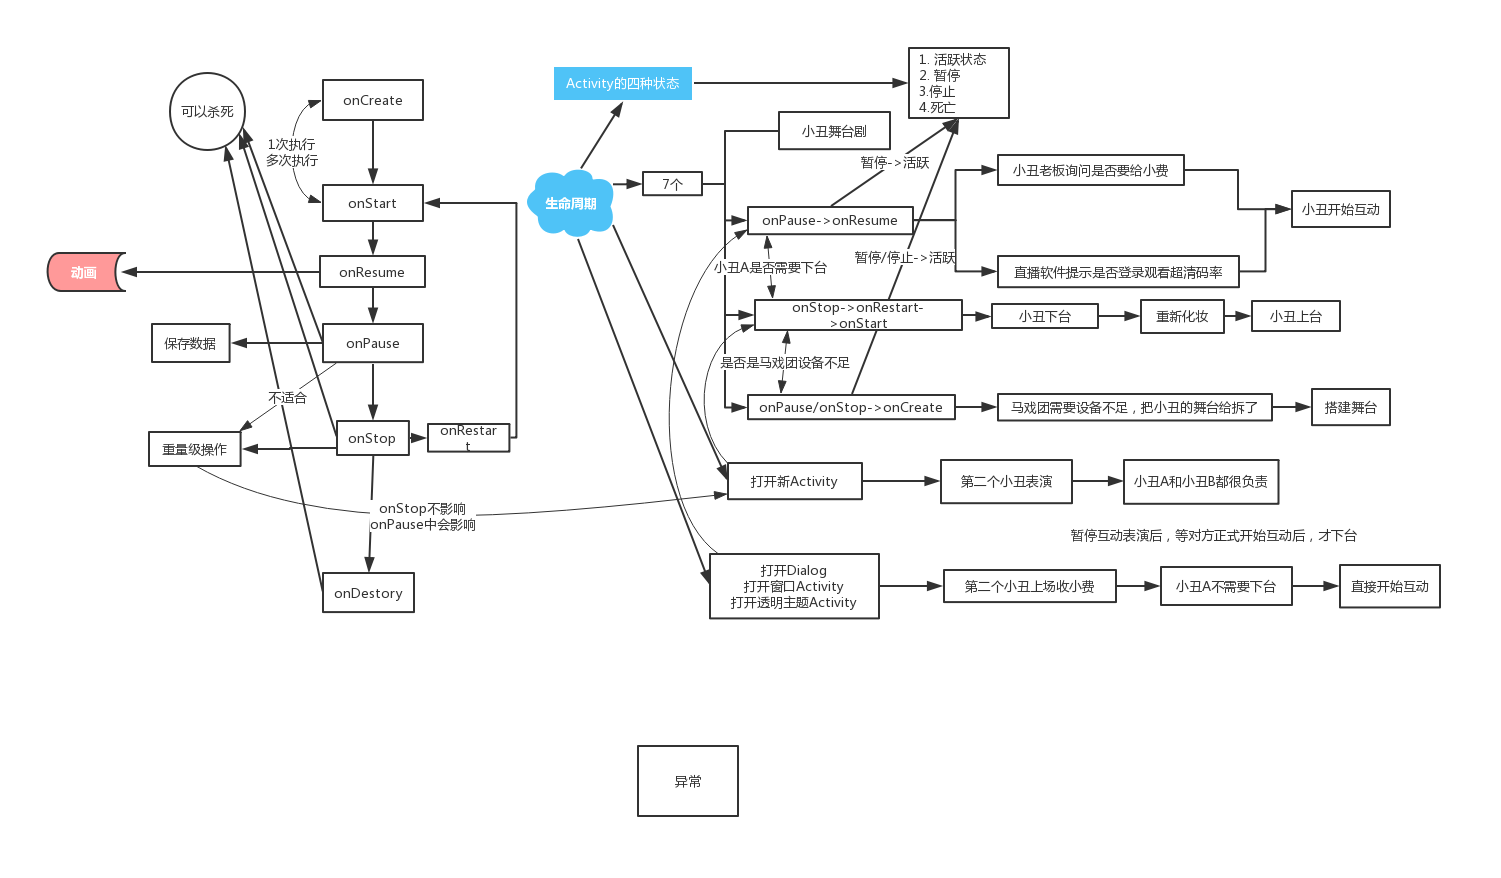 可以杀死
onCreate
1次执行
多次执行
onStart
动画
onResume
保存数据
onPause
不适合
重量级操作
onStop
onRestar
t
onStop不影响
onPause中会影响
onDestory
Activity的四种状态
1. 活跃状态
2. 暂停
3.停止
4.死亡
生命周期
7个
小丑舞台剧
暂停->活跃
onPause->onResume
小丑老板询问是否要给小费
小丑开始互动
暂停/停止->活跃
直播软件提示是否登录观看超清码率
小丑A是否需要下台
onStop->onRestart-
>onStart
小丑下台
重新化妆
小丑上台
是否是马戏团设备不足
onPause/onStop->onCreate
马戏团需要设备不足，把小丑的舞台给拆了
搭建舞台
打开新Activity
第二个小丑表演
小丑A和小丑B都很负责
暂停互动表演后，等对方正式开始互动后，才下台
打开Dialog
打开窗口Activity
打开透明主题Activity
第二个小丑上场收小费
小丑A不需要下台
直接开始互动
异常